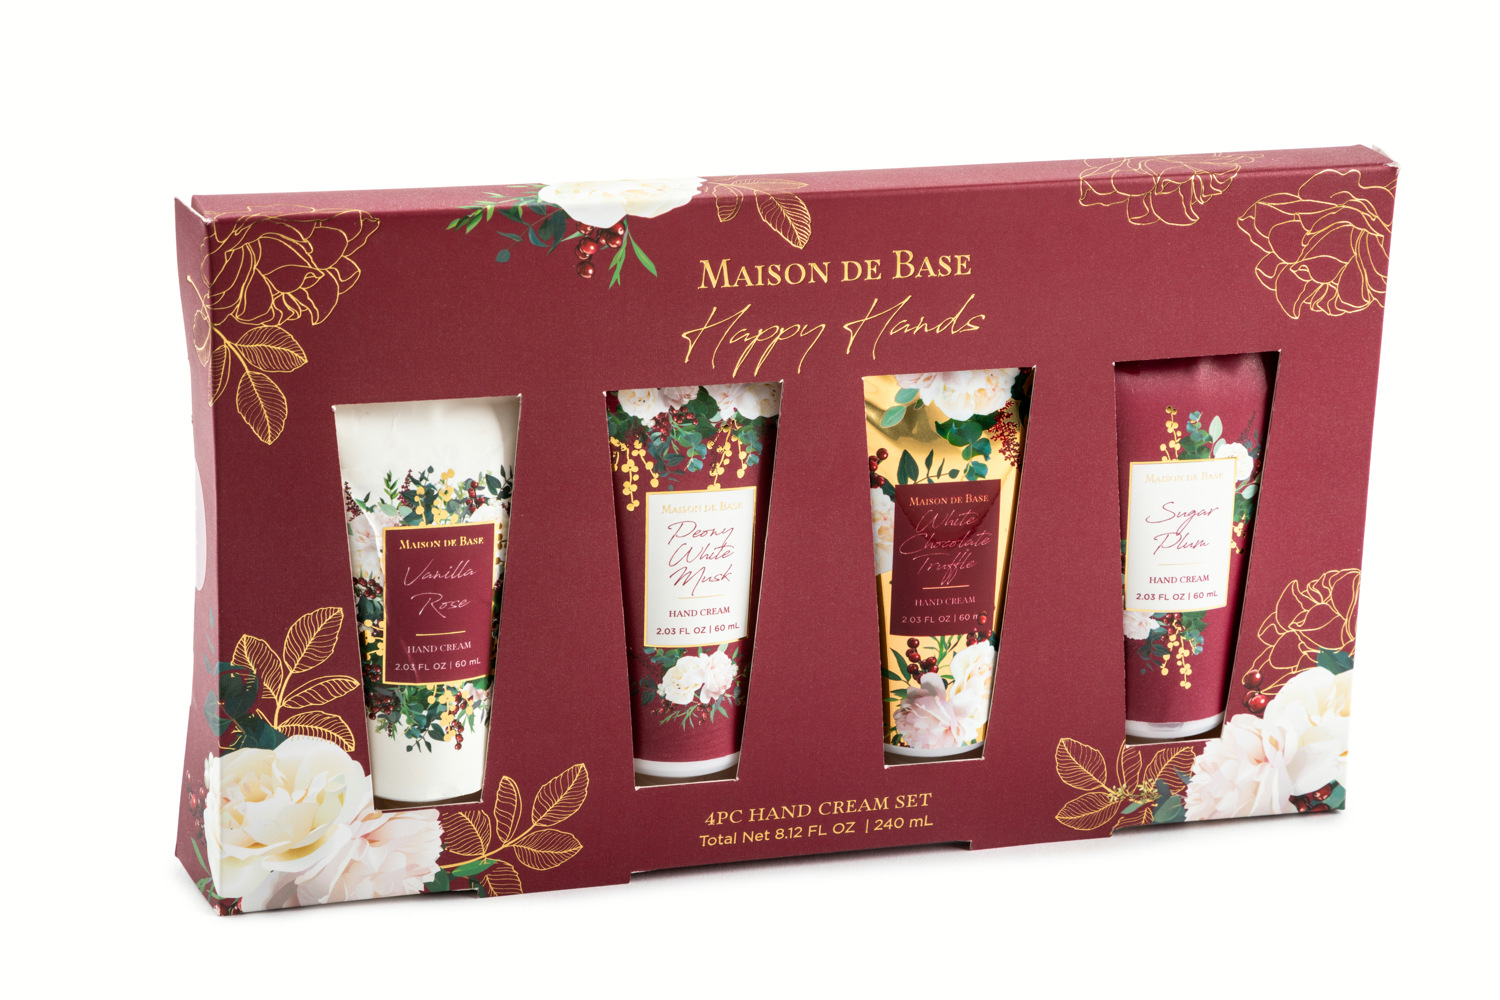 MAISON DE BASE
Happy Hands
MAISON DE BASE
Vanilla
Rose
HAND CREAM
2.03 FL OZ | 60 mL
MAISON DE BASE
Peony
White
Musk
HAND CREAM
2.03 FL OZ | 60 mL
MAISON DE BASE
White
Chocolate
Truffle
HAND CREAM
2.03 FL OZ | 60 m
MAISON DE BASE
Sugar
Plum
HAND CREAM
2.03 FL OZ | 60 mL
4PC HAND CREAM SET
Total Net 8.12 FL OZ | 240 mL